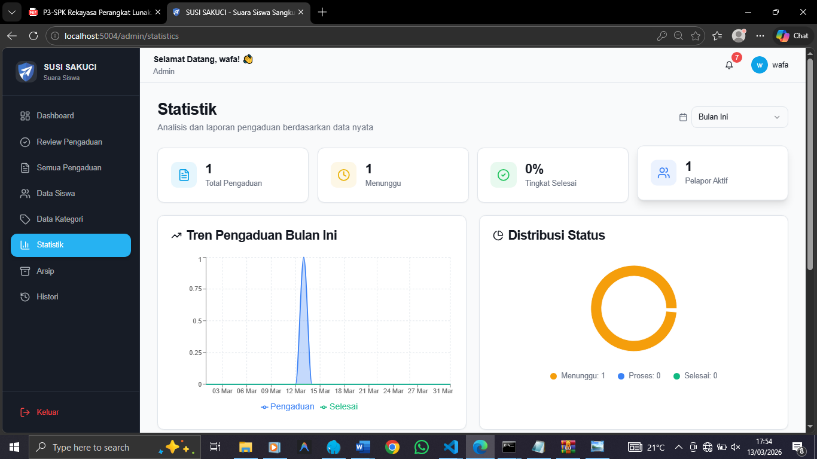 P3-SPK Rekayasa Perangkat Lunak
SUSI SAKUCI - Suara Siswa Sangku
localhost:5004/admin/statistics
Chat
SUSI SAKUCI
Suara Siswa
Dashboard
Review Pengaduan
Semua Pengaduan
Data Siswa
Data Kategori
Statistik
Arsip
Histori
Keluar
Selamat Datang, wafa! 👋
Admin
7
w
wafa
Statistik
Analisis dan laporan pengaduan berdasarkan data nyata
Bulan Ini
1
Total Pengaduan
1
Menunggu
0%
Tingkat Selesai
1
Pelapor Aktif
Tren Pengaduan Bulan Ini
1
0.75
0.5
0.25
0
03 Mar 06 Mar 09 Mar 12 Mar 15 Mar 18 Mar 21 Mar 24 Mar 27 Mar 31 Mar
Pengaduan Selesai
Distribusi Status
Menunggu: 1 Proses: 0 Selesai: 0
Type here to search
21°C
17:54
13/03/2026
8